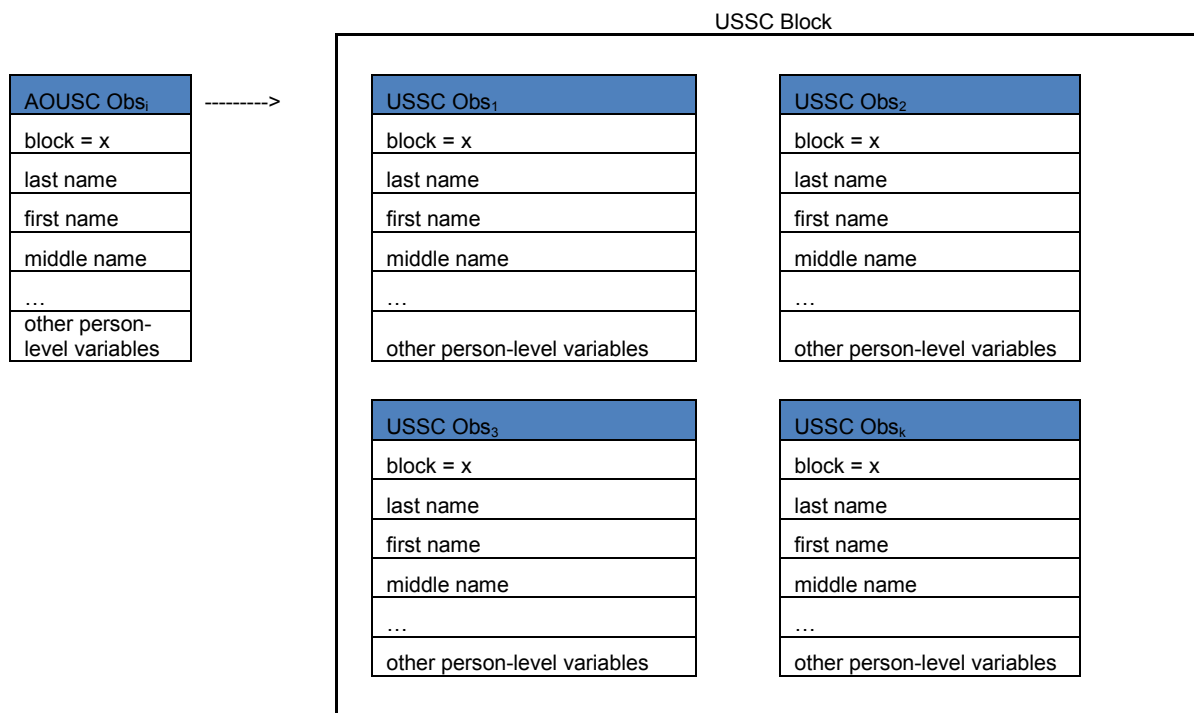 USSC Block
AOUSC Obsi
--------->
block = x
last name
first name
middle name
…
other person-
level variables
USSC Obs1
block = x
last name
first name
middle name
…
other person-level variables
USSC Obs2
block = x
last name
first name
middle name
…
other person-level variables
USSC Obs3
block = x
last name
first name
middle name
…
other person-level variables
USSC Obsk
block = x
last name
first name
middle name
…
other person-level variables